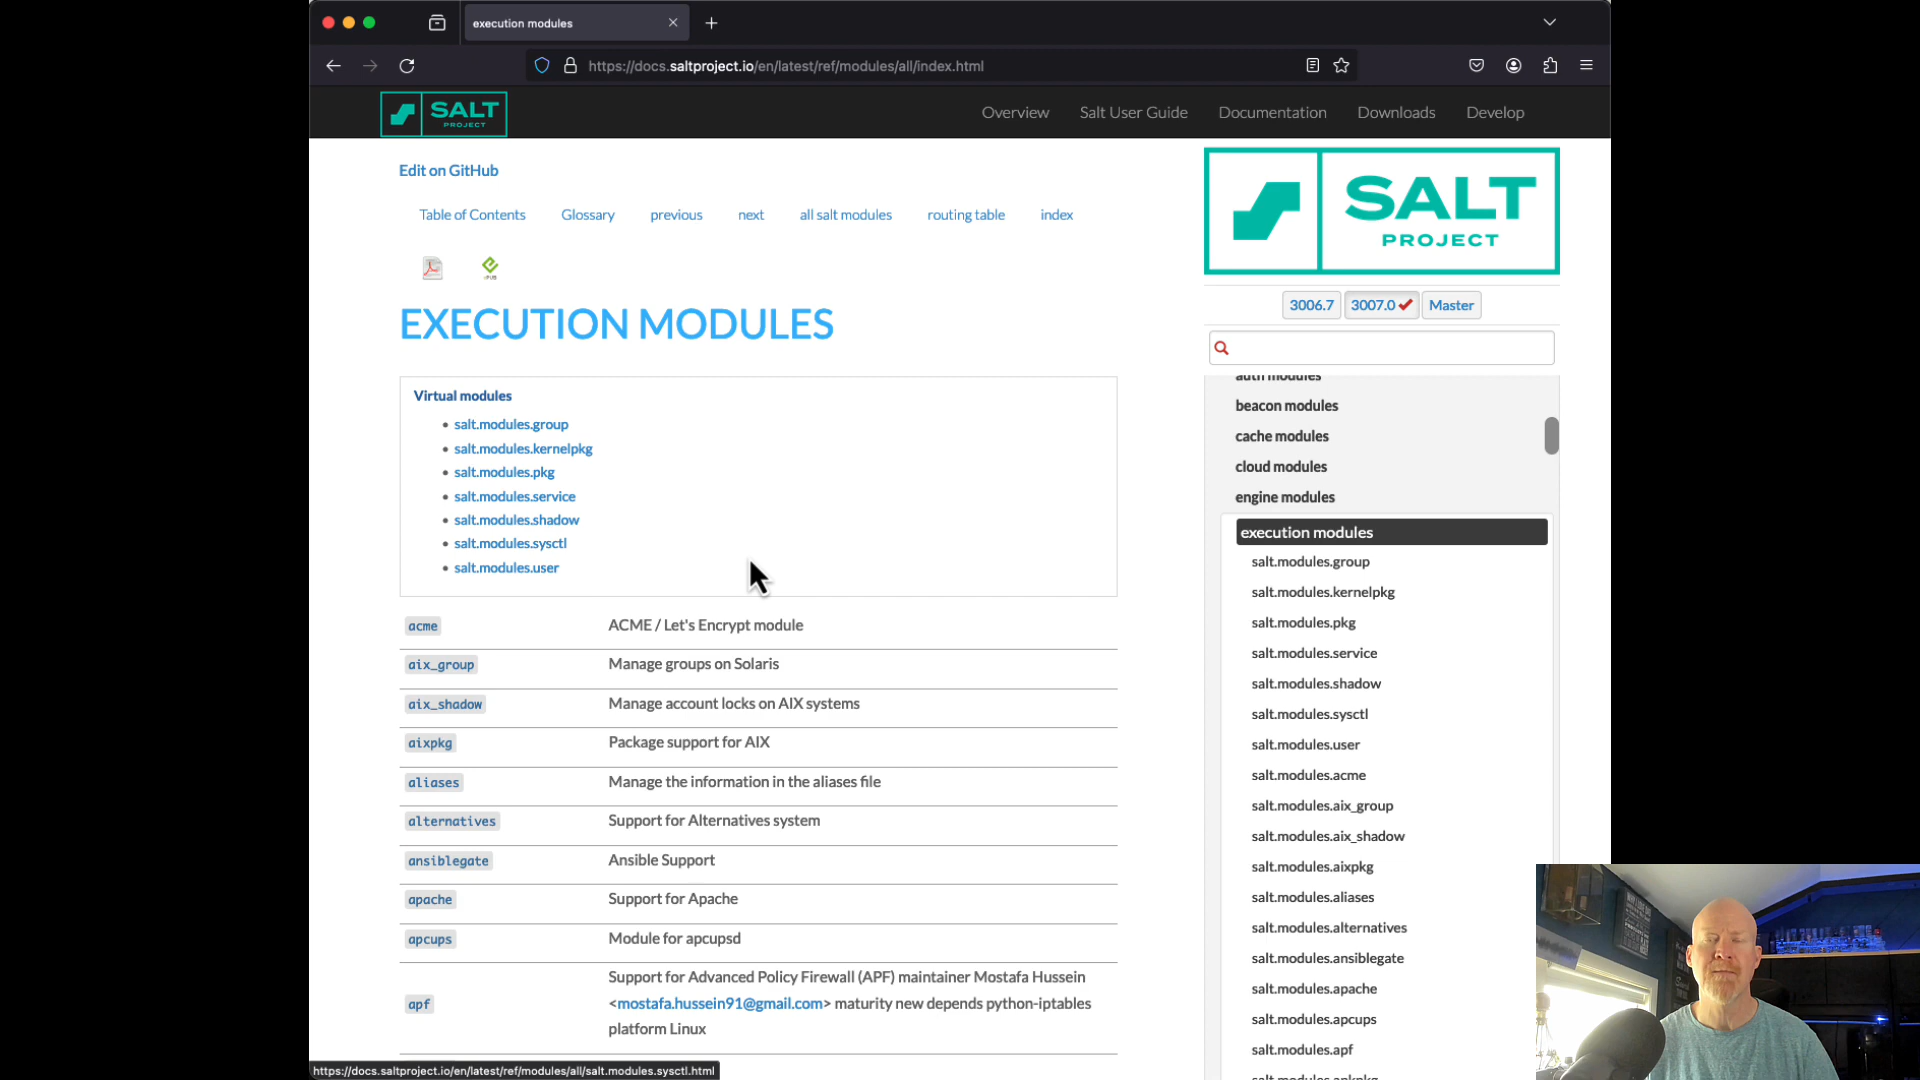 execution modules
https://docs.saltproject.io/en/latest/ref/modules/all/index.html
SALT
PROJECT
Overview
Salt User Guide
Documentation
Downloads
Develop
Edit on GitHub
Table of Contents
Glossary
previous
next
all salt modules
routing table
index
EXECUTION MODULES
Virtual modules
salt.modules.group
salt.modules.kernelpkg
salt.modules.pkg
salt.modules.service
salt.modules.shadow
salt.modules.sysctl
salt.modules.user
acme ACME / Let's Encrypt module
aix_group Manage groups on Solaris
aix_shadow Manage account locks on AIX systems
aixpkg Package support for AIX
aliases Manage the information in the aliases file
alternatives Support for Alternatives system
ansiblegate Ansible Support
apache Support for Apache
apcups Module for apcupsd
apf Support for Advanced Policy Firewall (APF) maintainer Mostafa Hussein
<mostafa.hussein91@gmail.com> maturity new depends python-iptables
platform Linux
SALT
PROJECT
3006.7
3007.0
Master
auth modules
beacon modules
cache modules
cloud modules
engine modules
execution modules
salt.modules.group
salt.modules.kernelpkg
salt.modules.pkg
salt.modules.service
salt.modules.shadow
salt.modules.sysctl
salt.modules.user
salt.modules.acme
salt.modules.aix_group
salt.modules.aix_shadow
salt.modules.aixpkg
salt.modules.aliases
salt.modules.alternatives
salt.modules.ansiblegate
salt.modules.apache
salt.modules.apcups
salt.modules.apf
https://docs.saltproject.io/en/latest/ref/modules/all/salt.modules.sysctl.html